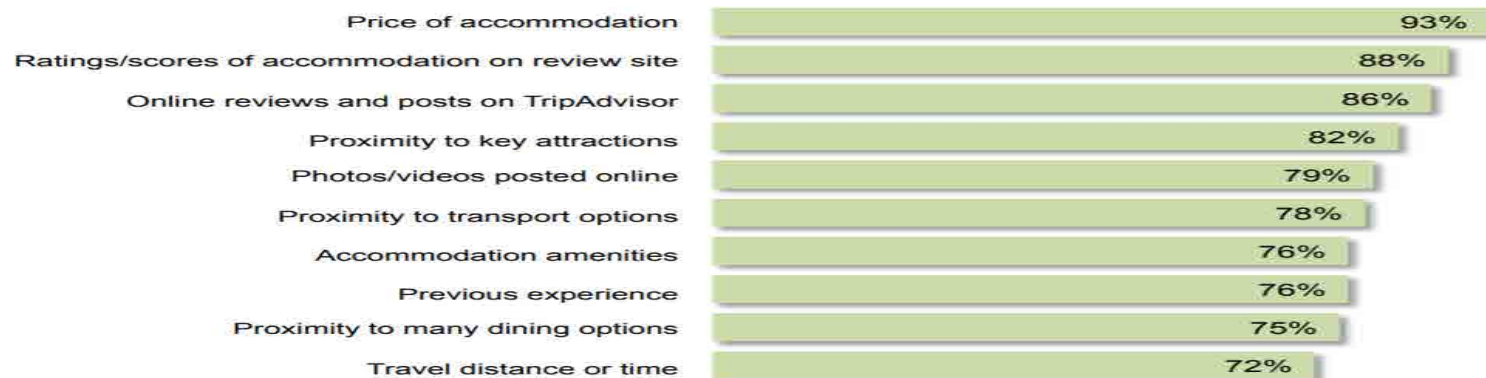 Price of accommodation 93%
Ratings/scores of accommodation on review site 88%
Online reviews and posts on TripAdvisor 86%
Proximity to key attractions 82%
Photos/videos posted online 79%
Proximity to transport options 78%
Accommodation amenities 76%
Previous experience 76%
Proximity to many dining options 75%
Travel distance or time 72%